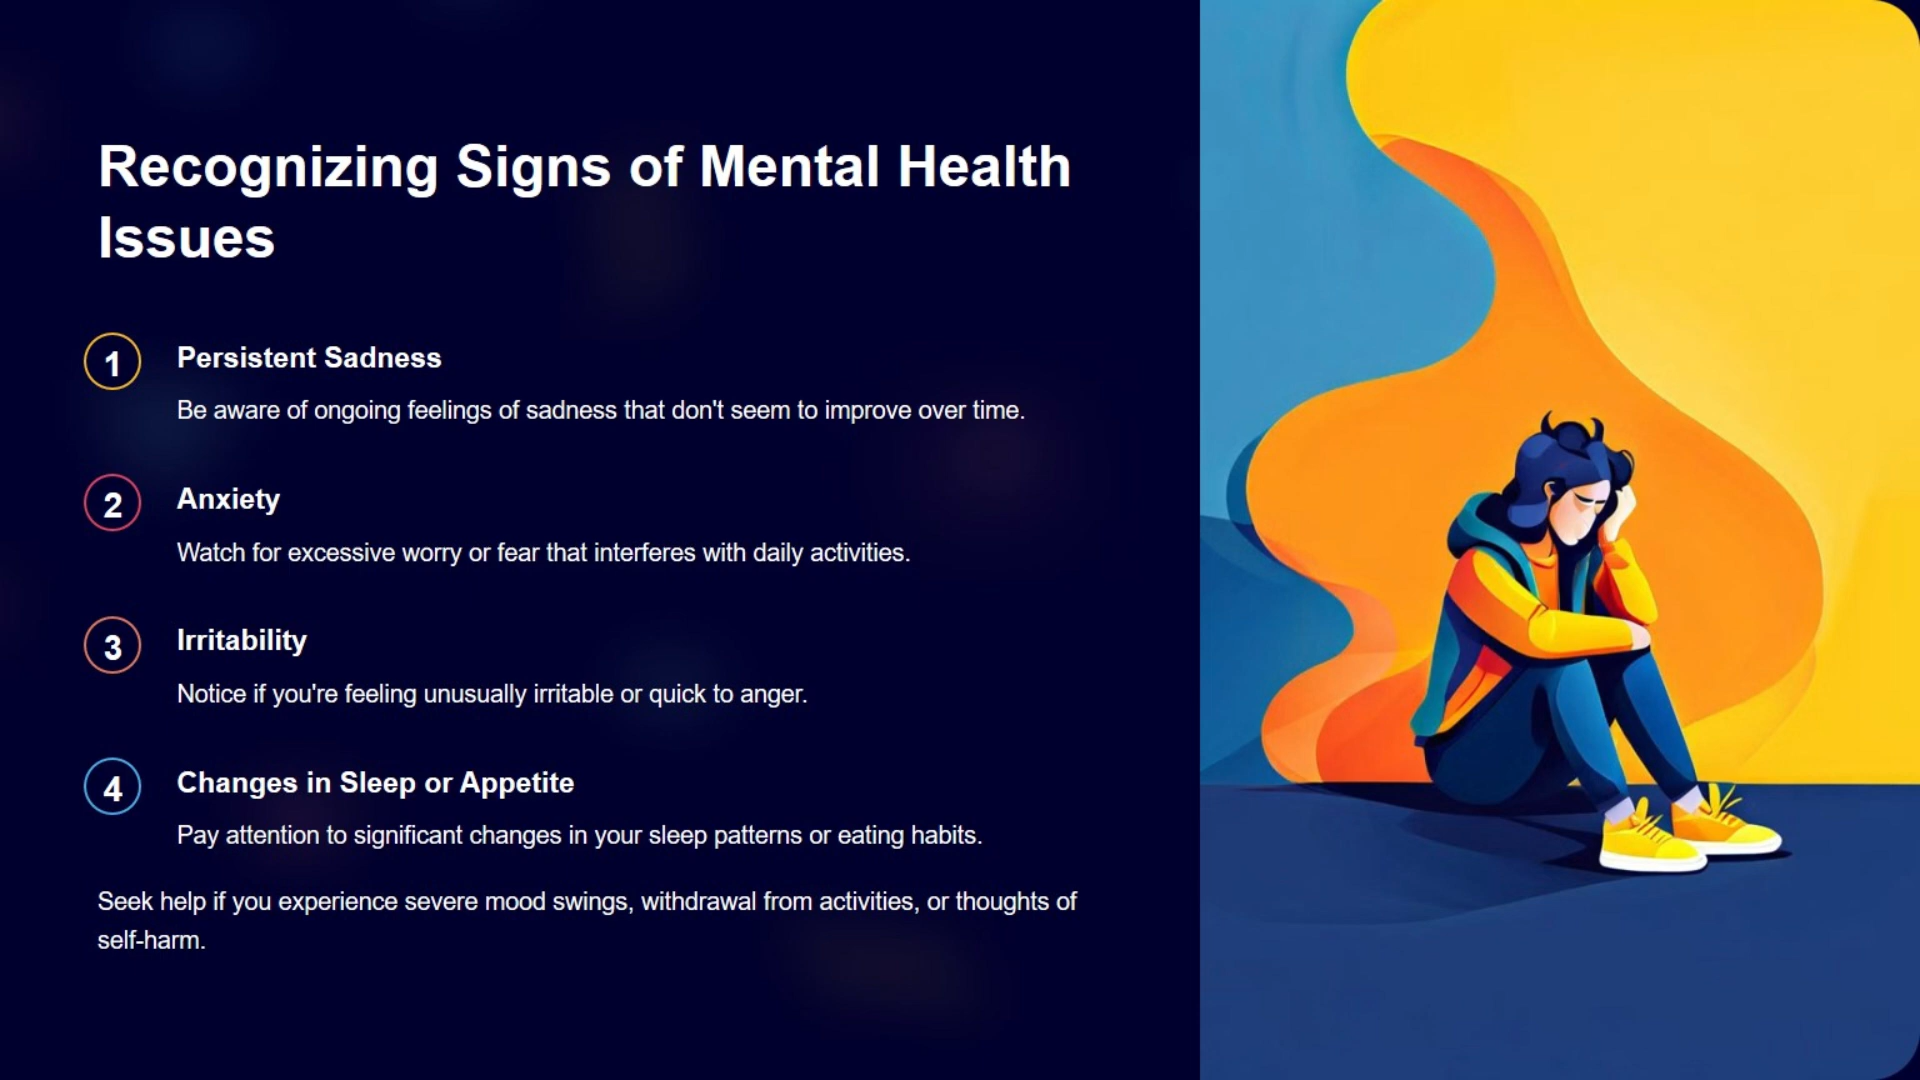 Recognizing Signs of Mental Health
Issues
1
Persistent Sadness
Be aware of ongoing feelings of sadness that don't seem to improve over time.
2
Anxiety
Watch for excessive worry or fear that interferes with daily activities.
3
Irritability
Notice if you're feeling unusually irritable or quick to anger.
4
Changes in Sleep or Appetite
Pay attention to significant changes in your sleep patterns or eating habits.
Seek help if you experience severe mood swings, withdrawal from activities, or thoughts of
self-harm.